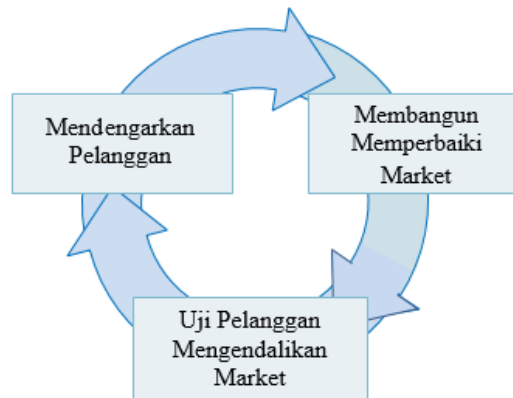 Mendengarkan
Pelanggan
Membangun
Memperbaiki
Market
Uji Pelanggan
Mengendalikan
Market